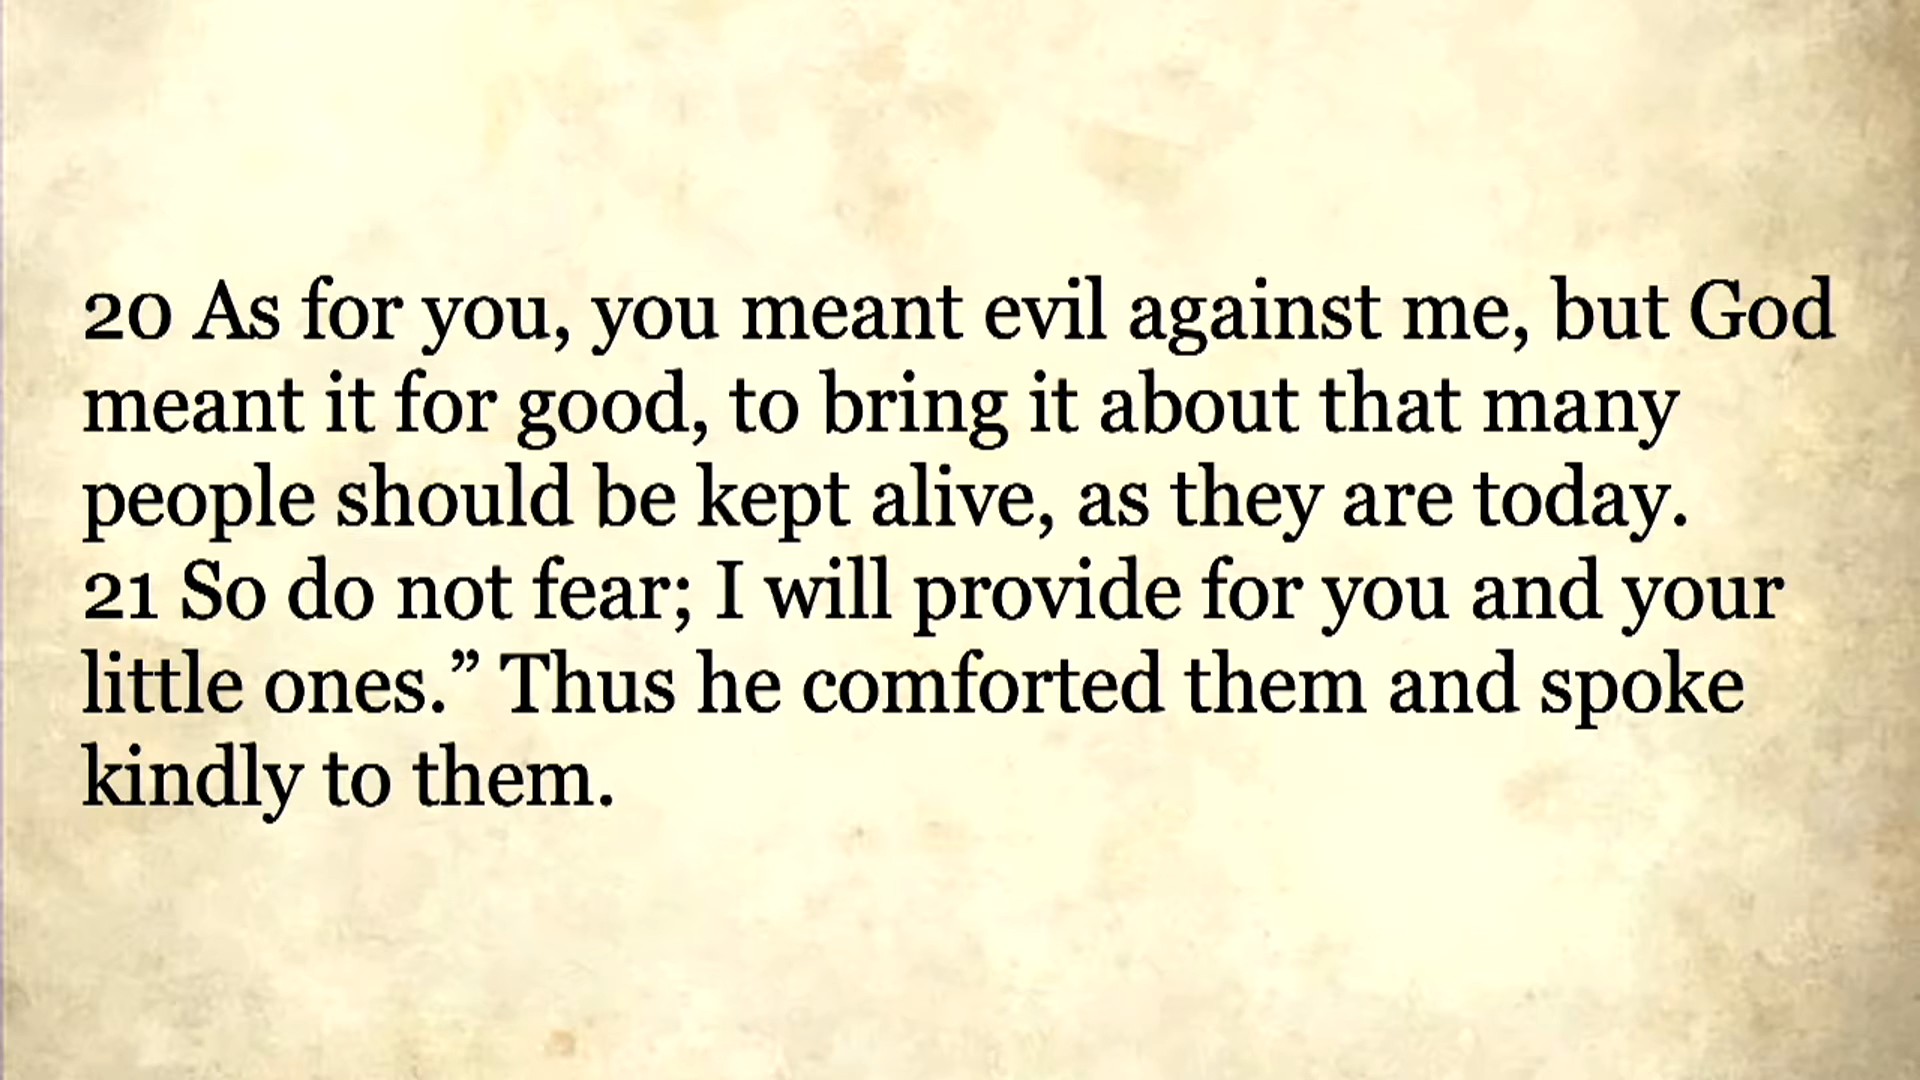 20 As for you, you meant evil against me, but God
meant it for good, to bring it about that many
people should be kept alive, as they are today.
21 So do not fear; I will provide for you and your
little ones.” Thus he comforted them and spoke
kindly to them.